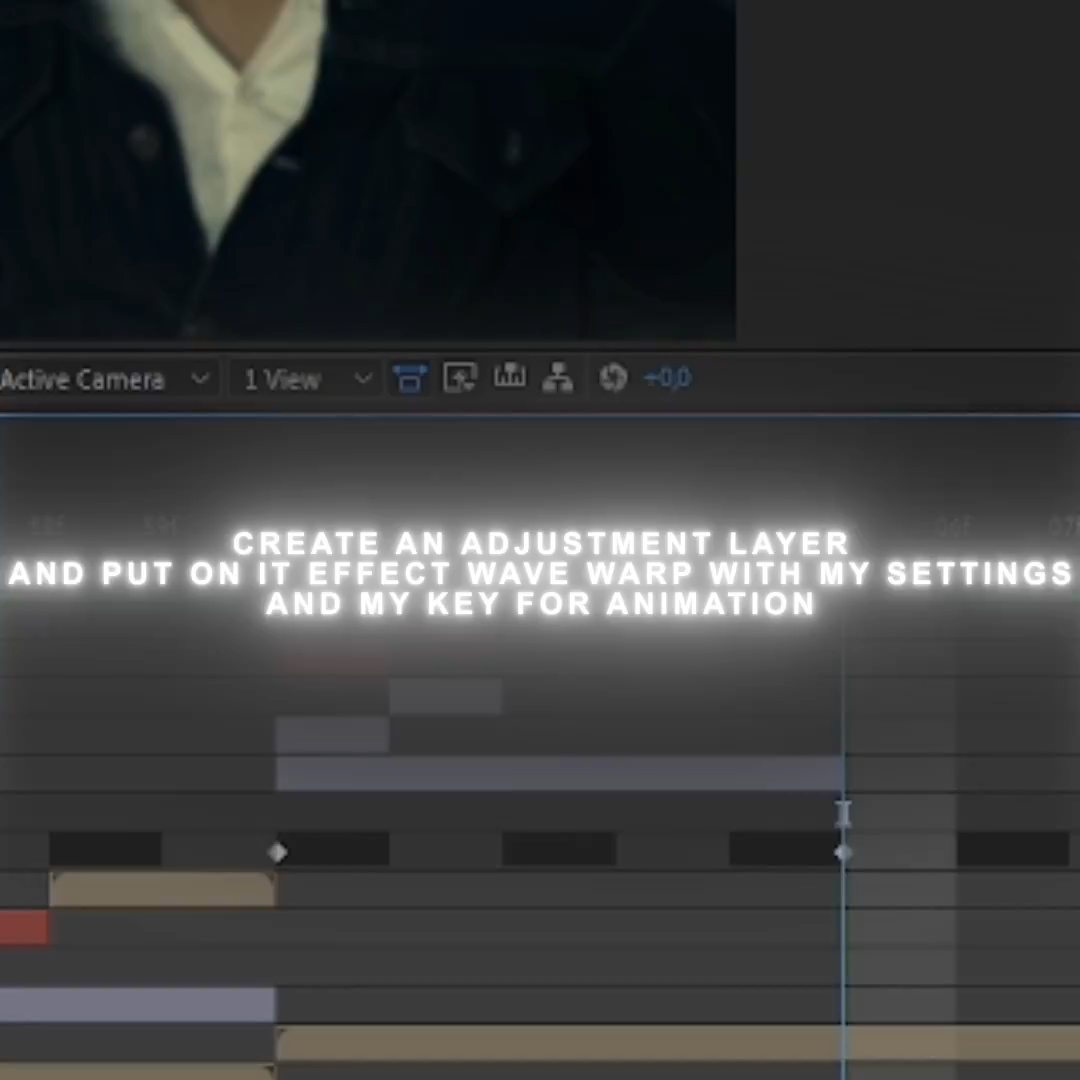 Active Camera
1 View
+0,0
CREATE AN ADJUSTMENT LAYER
AND PUT ON IT EFFECT WAVE WARP WITH MY SETTINGS
AND MY KEY FOR ANIMATION